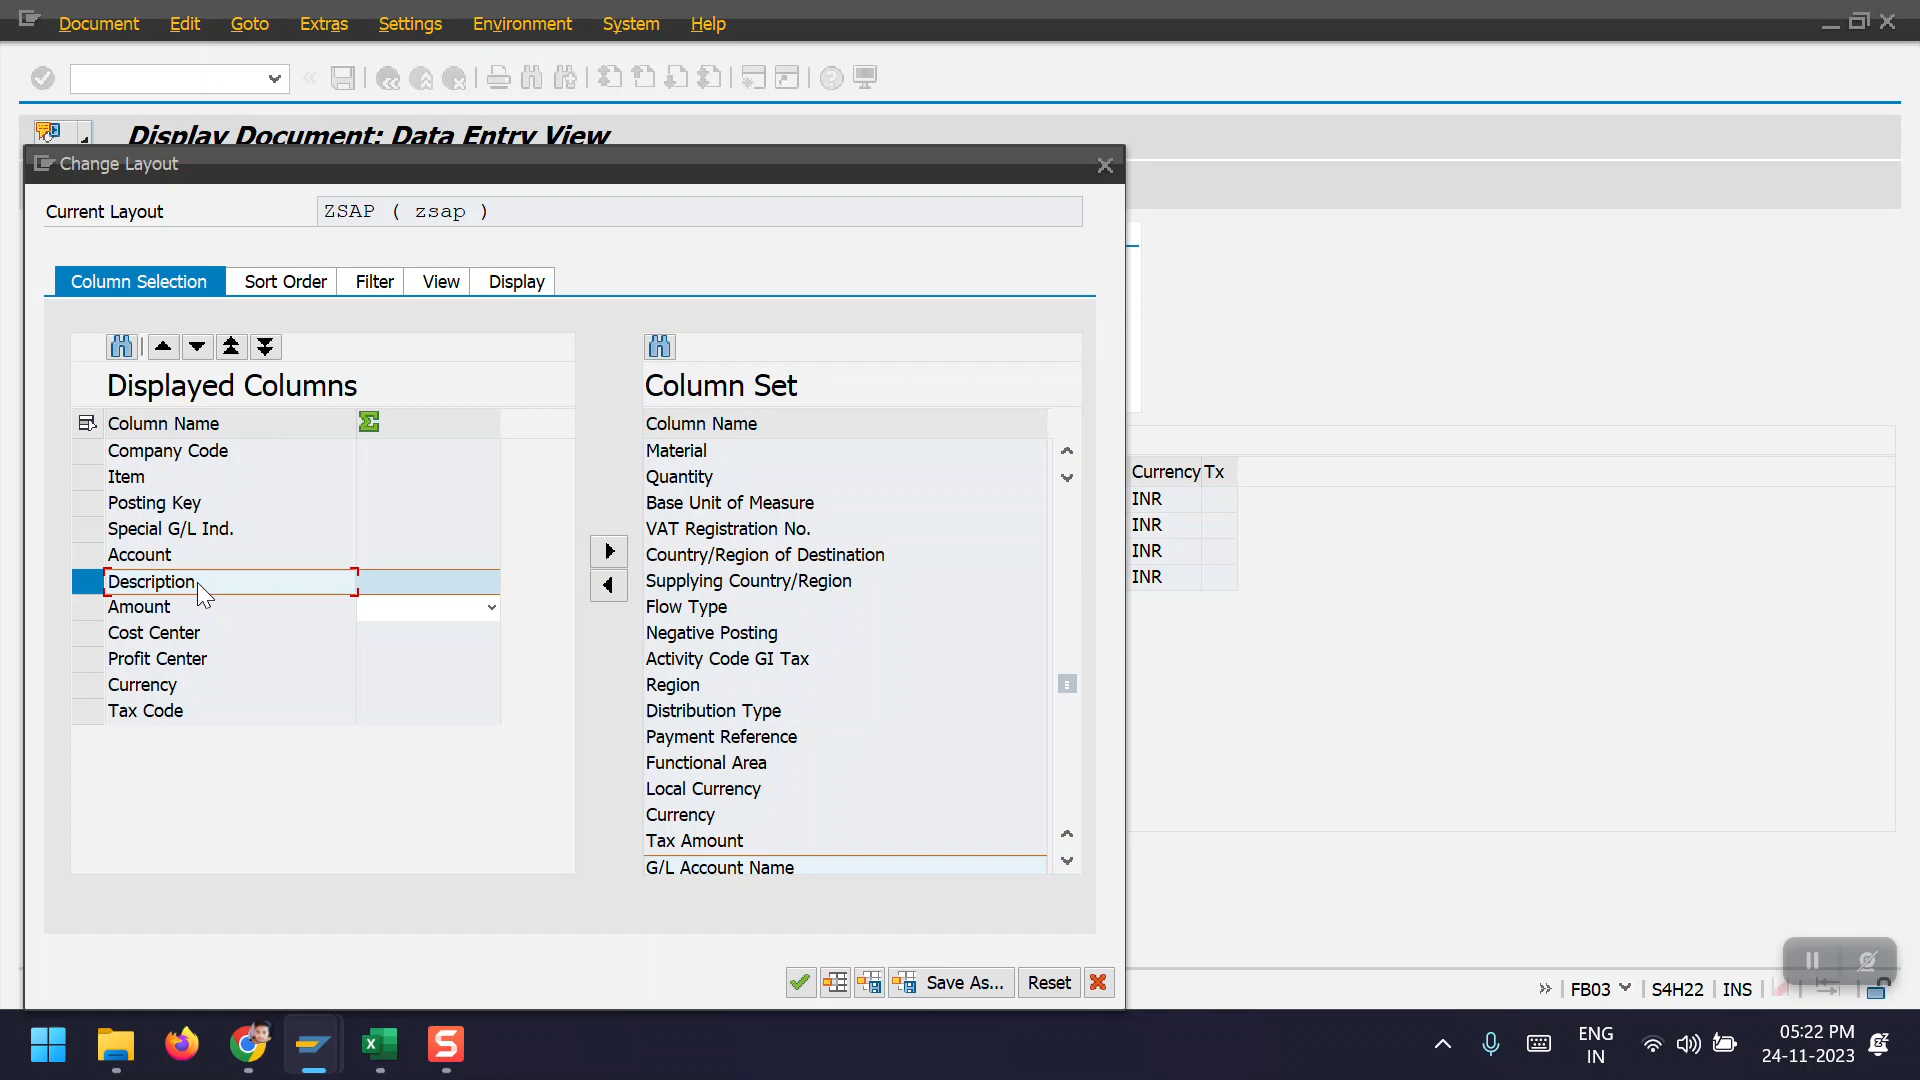 Document Edit Goto Extras Settings Environment System Help
Display Document: Data Entry View
Change Layout
Current Layout ZSAP ( zsap )
Column Selection Sort Order Filter View Display
Displayed Columns
Column Name
Company Code
Item
Posting Key
Special G/L Ind.
Account
Description
Amount
Cost Center
Profit Center
Currency
Tax Code
Column Set
Column Name
Material
Quantity
Base Unit of Measure
VAT Registration No.
Country/Region of Destination
Supplying Country/Region
Flow Type
Negative Posting
Activity Code GI Tax
Region
Distribution Type
Payment Reference
Functional Area
Local Currency
Currency
Tax Amount
G/L Account Name
Currency Tx
INR
INR
INR
INR
Save As... Reset
FB03 S4H22 INS
ENG
IN
05:22 PM
24-11-2023